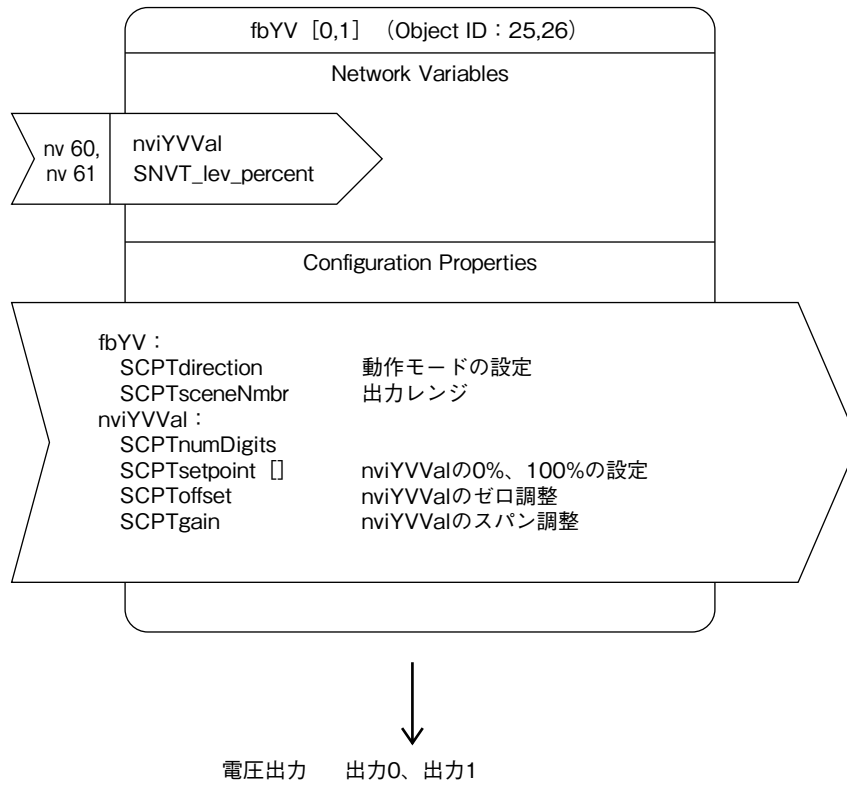 fbYV［0,1］（Object ID：25,26）
Network Variables
nv 60,
nv 61
nviYVVal
SNVT_lev_percent
Configuration Properties
fbYV：
SCPTdirection 動作モードの設定
SCPTsceneNmbr 出力レンジ
nviYVVal：
SCPTnumDigits
SCPTsetpoint［］ nviYVValの0%、100%の設定
SCPToffset nviYVValのゼロ調整
SCPTgain nviYVValのスパン調整
電圧出力 出力0、出力1